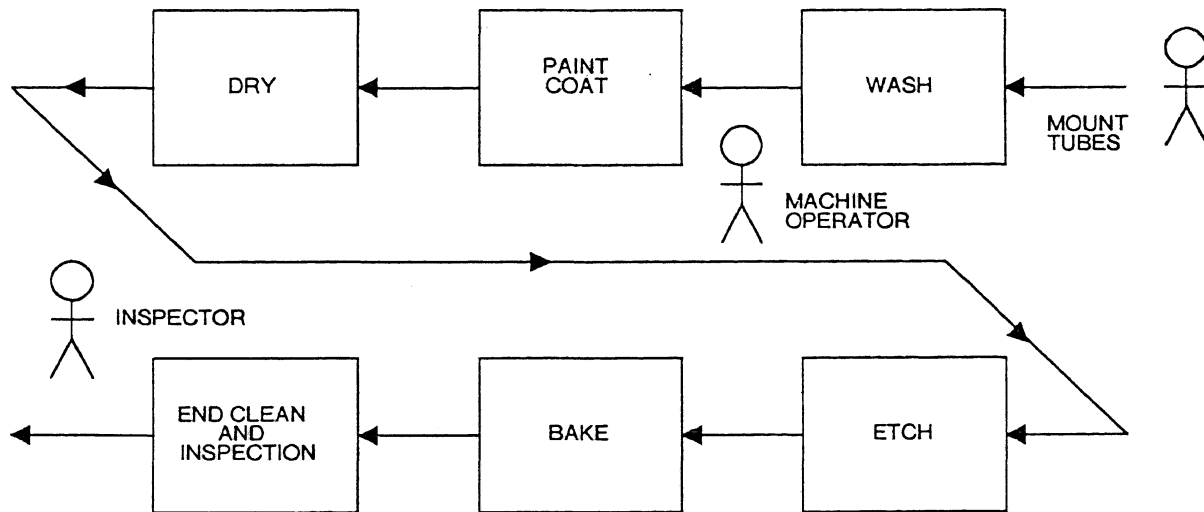 DRY
PAINT
COAT
WASH
MOUNT
TUBES
MACHINE
OPERATOR
INSPECTOR
END CLEAN
AND
INSPECTION
BAKE
ETCH